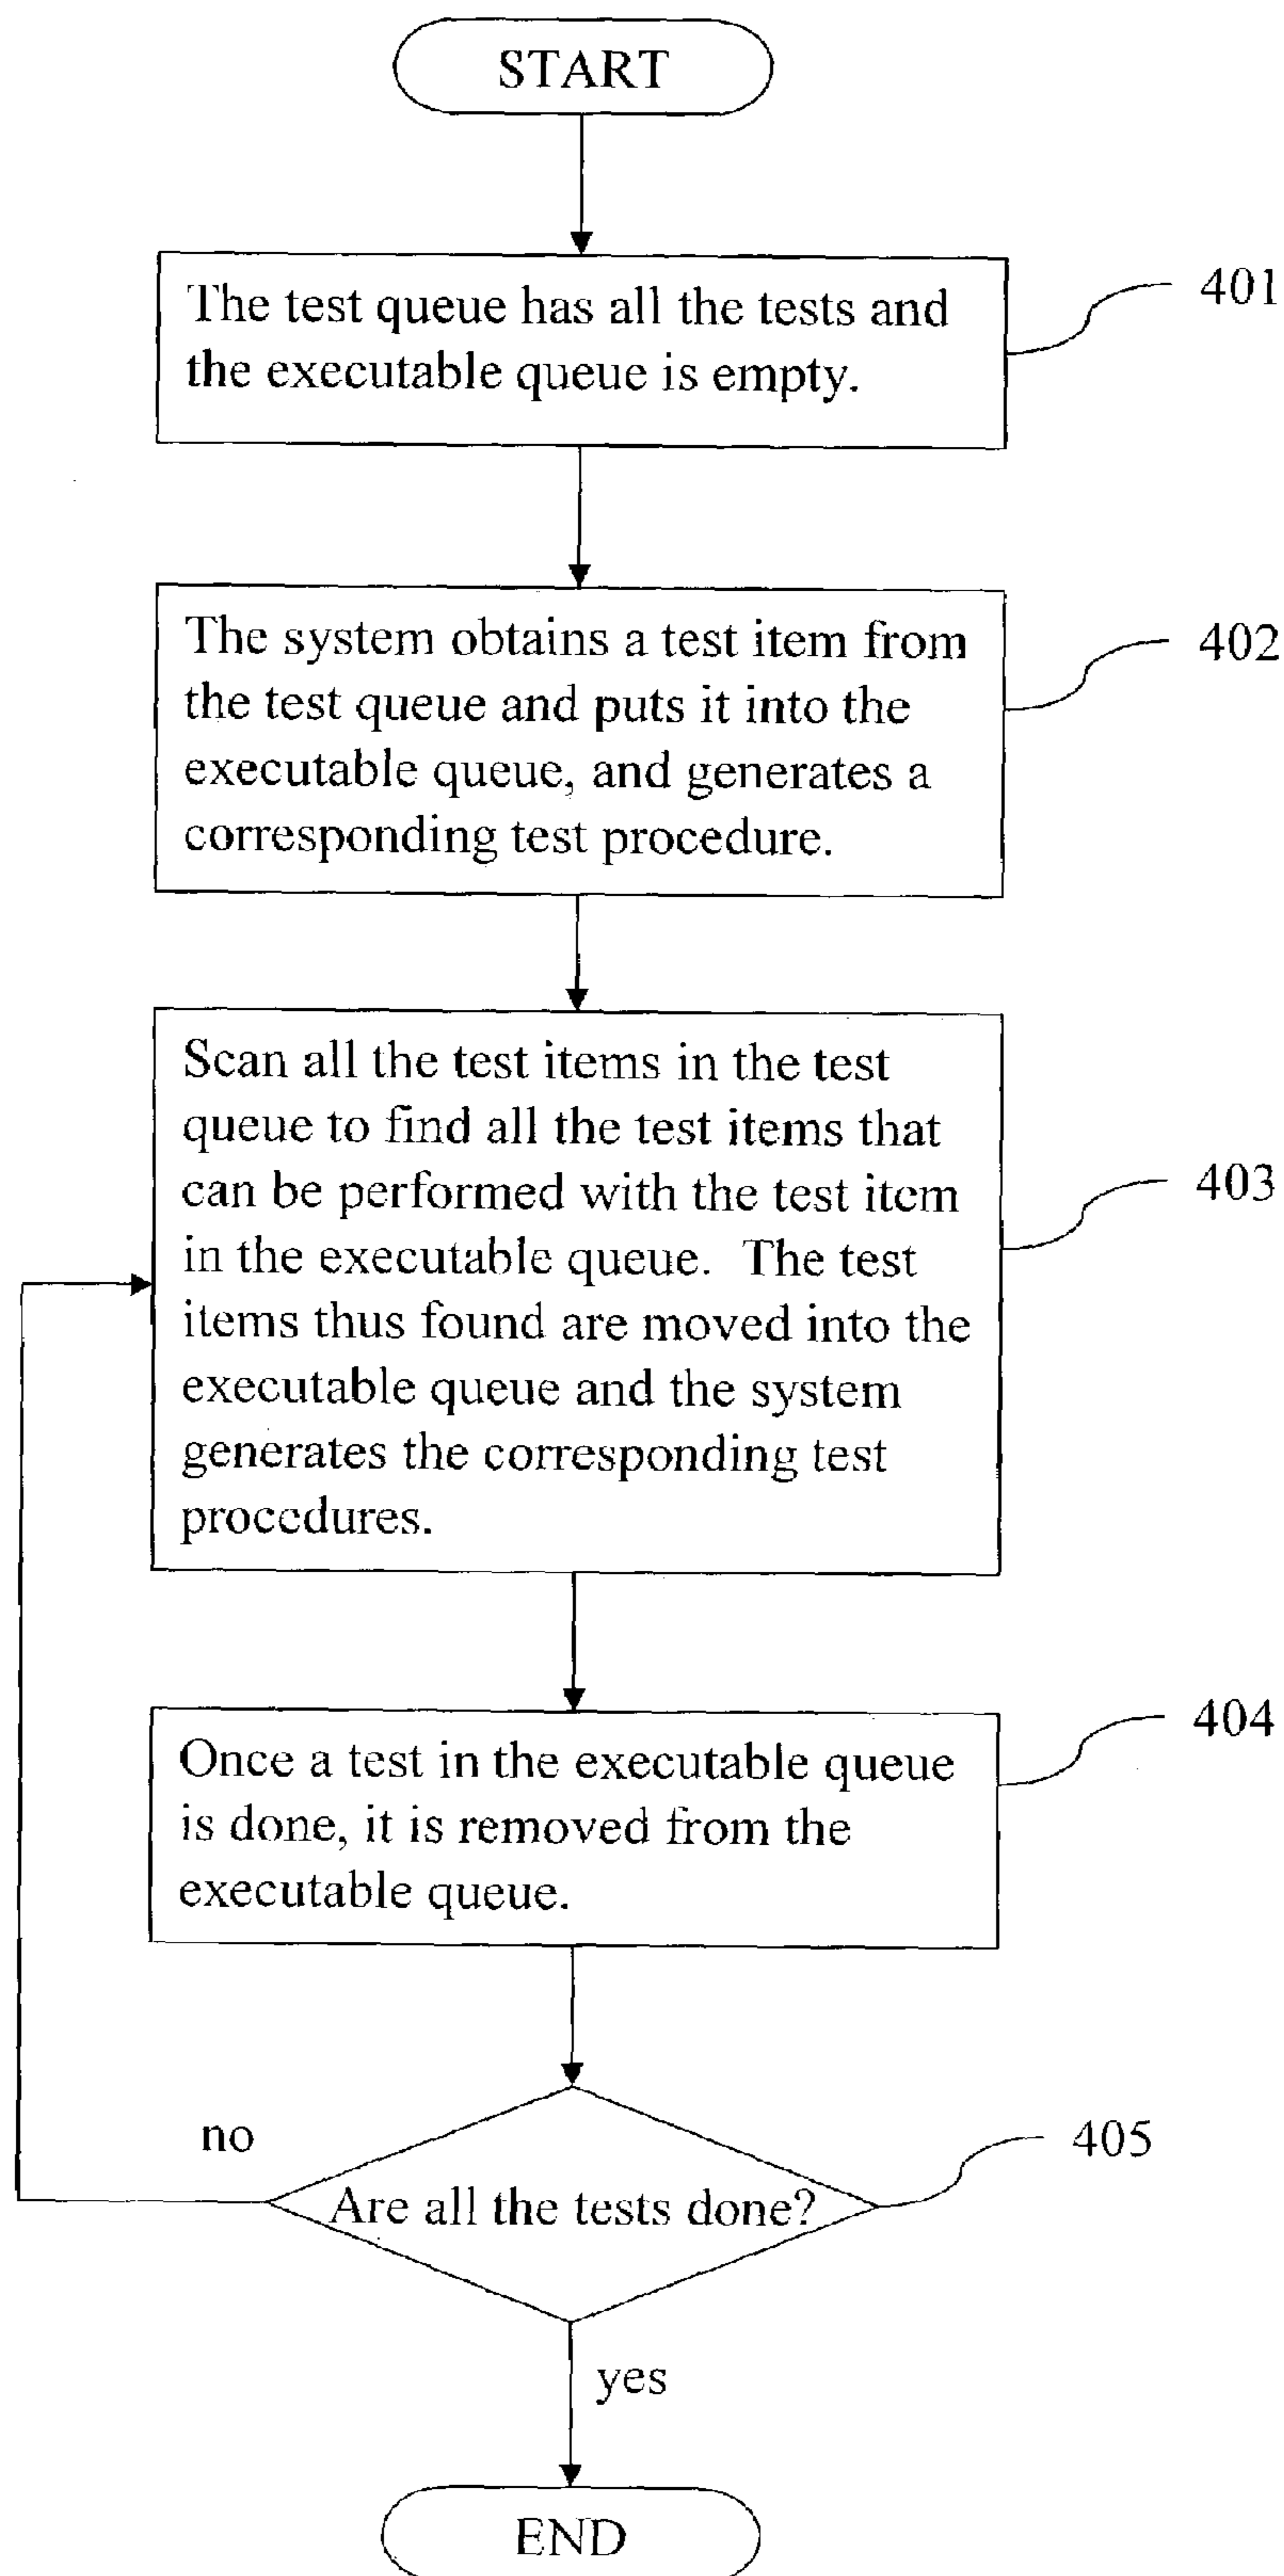 START
The test queue has all the tests and
the executable queue is empty.
401
The system obtains a test item from
the test queue and puts it into the
executable queue, and generates a
corresponding test procedure.
402
Scan all the test items in the test
queue to find all the test items that
can be performed with the test item
in the executable queue. The test
items thus found are moved into the
executable queue and the system
generates the corresponding test
procedures.
403
Once a test in the executable queue
is done, it is removed from the
executable queue.
404
no
Are all the tests done?
405
yes
END